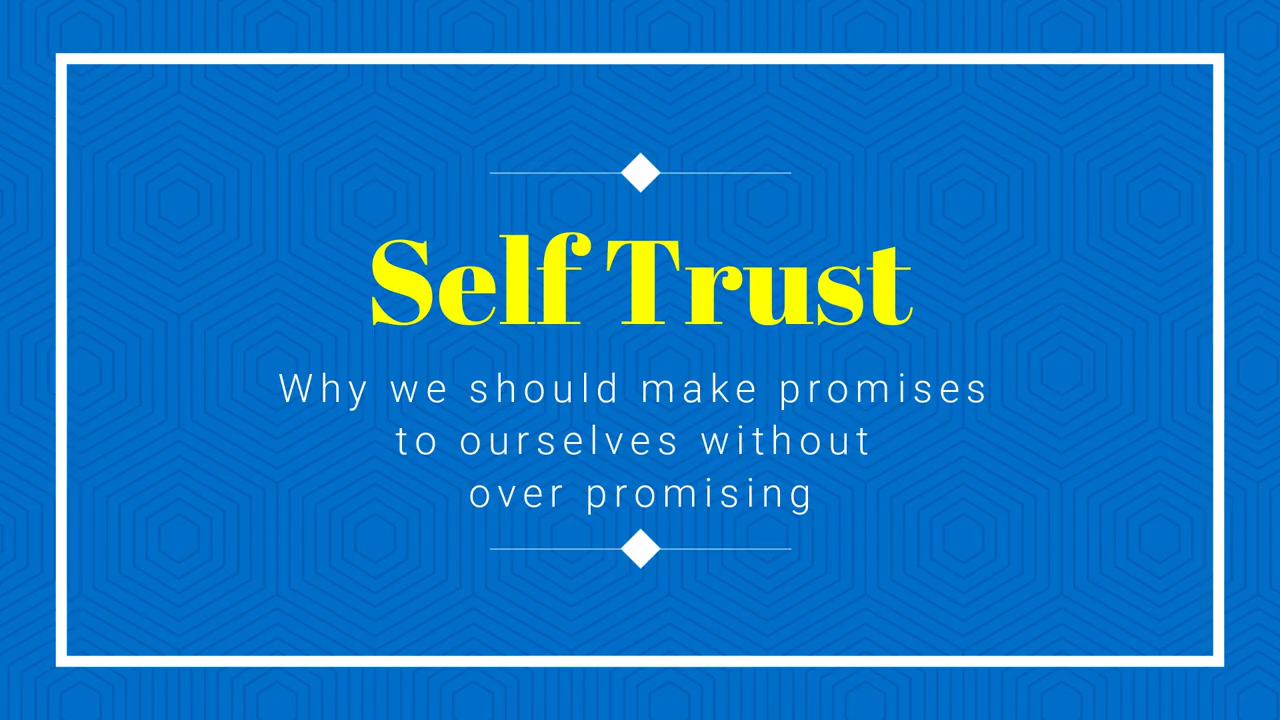 Self Trust
Why we should make promises
to ourselves without
over promising